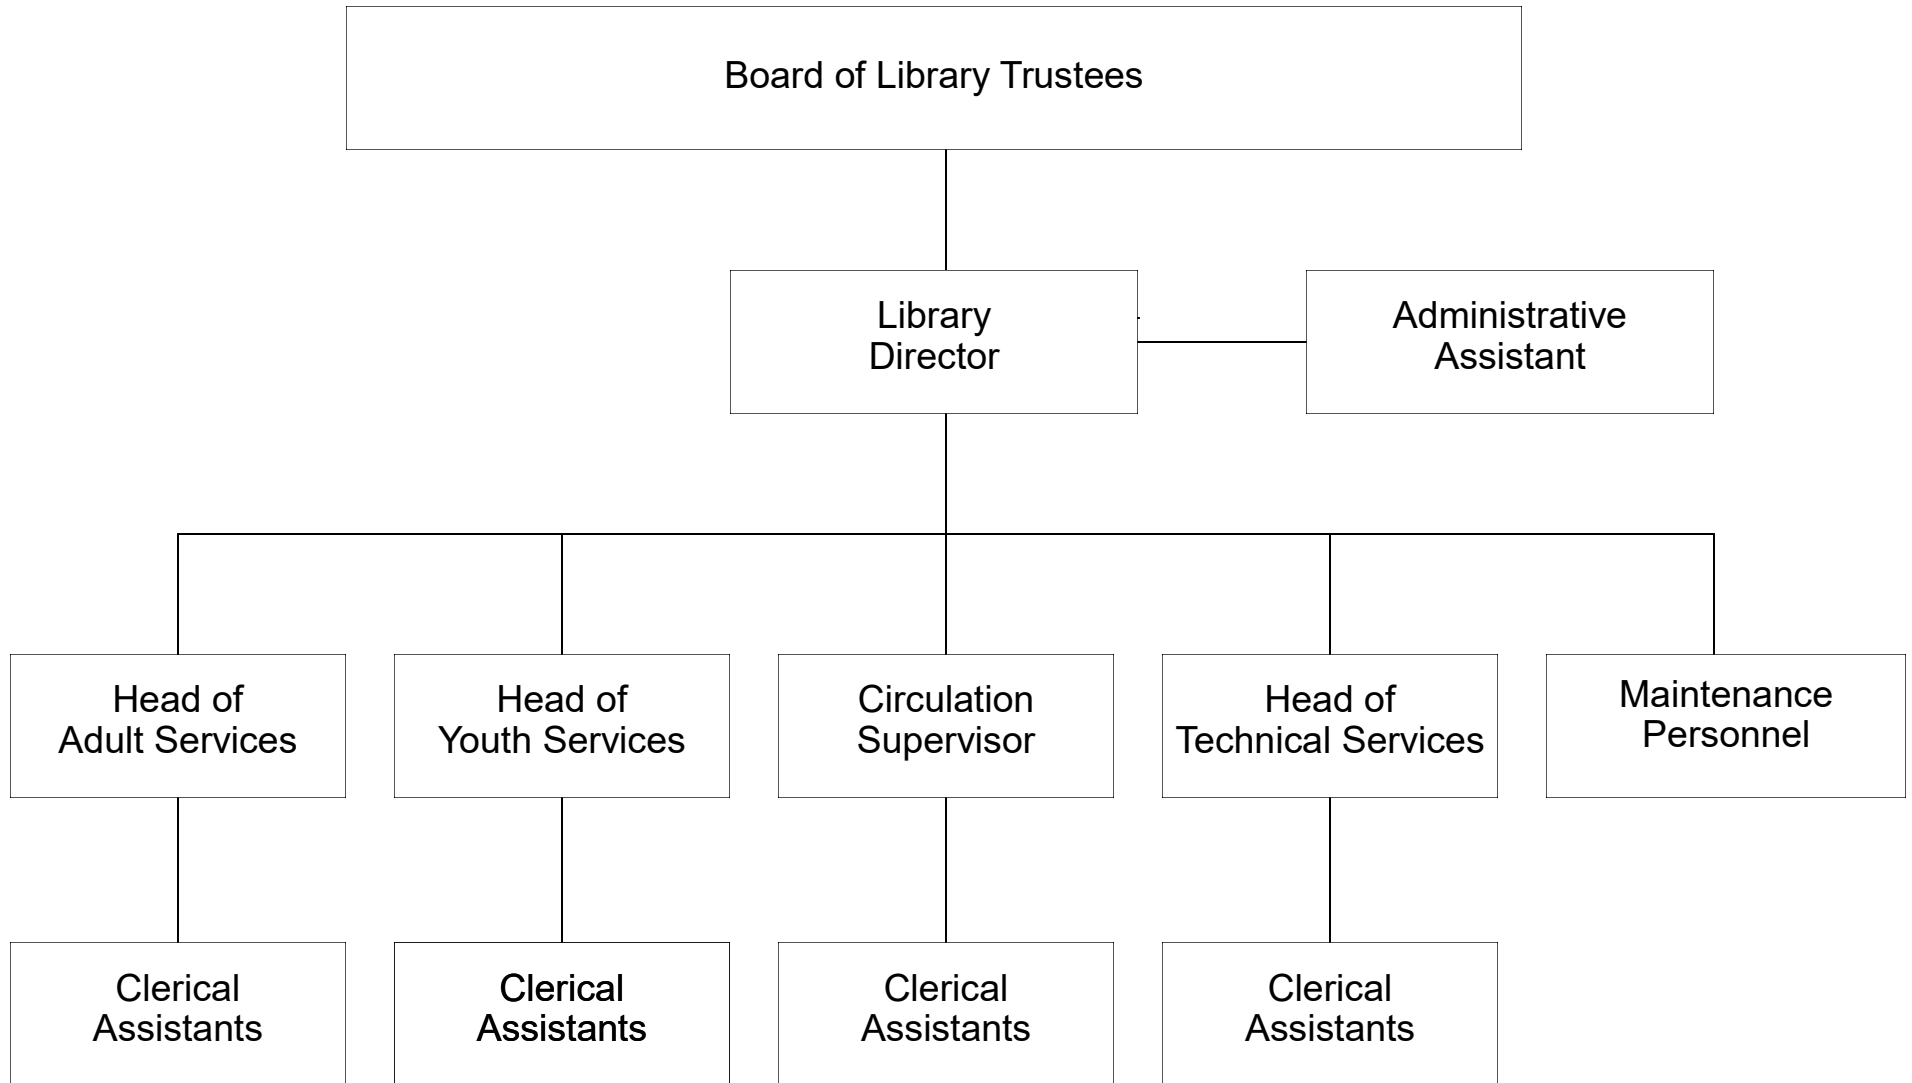 Board of Library Trustees
Library
Director
Administrative
Assistant
Head of
Adult Services
Head of
Youth Services
Circulation
Supervisor
Head of
Technical Services
Maintenance
Personnel
Clerical
Assistants
Clerical
Assistants
Clerical
Assistants
Clerical
Assistants